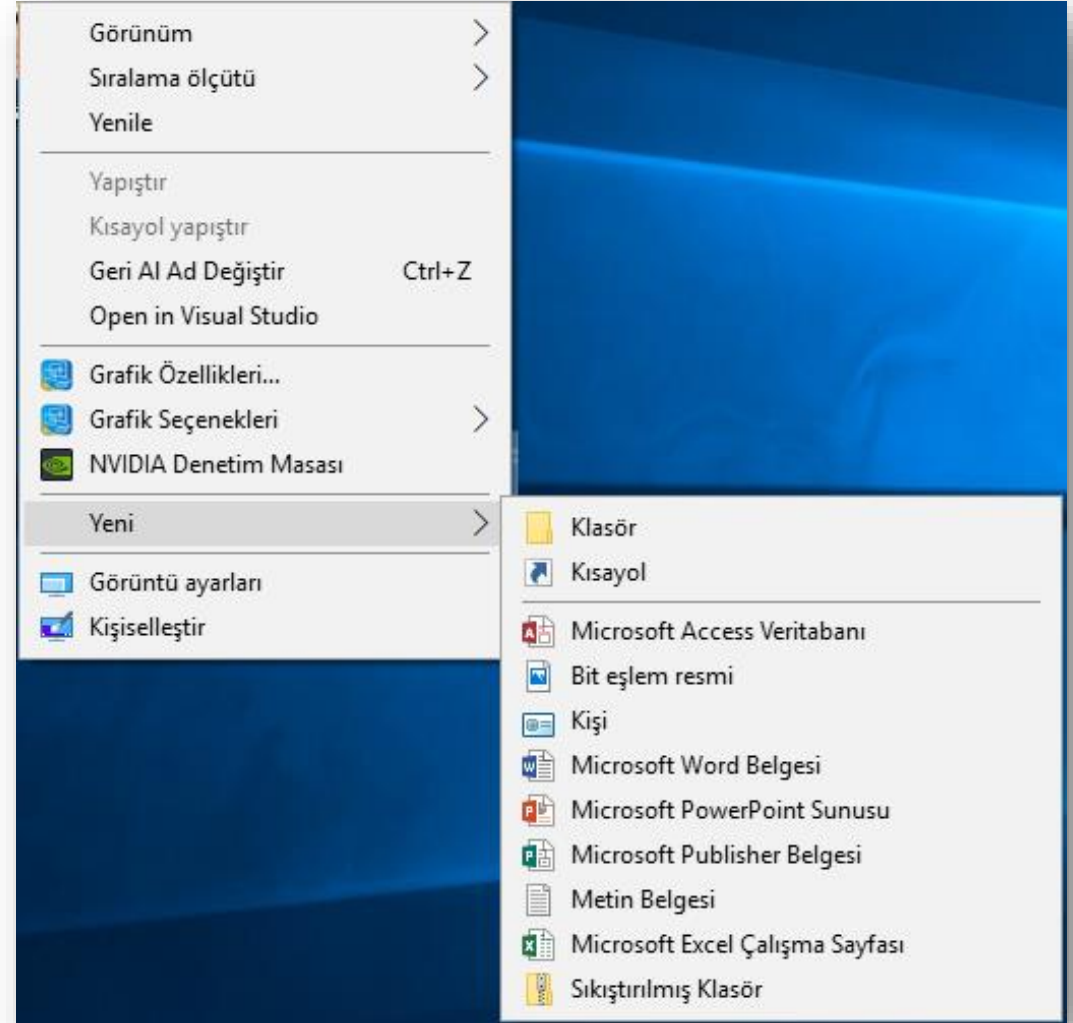 Görünüm
Sıralama ölçütü
Yenile
Yapıştır
Kısayol yapıştır
Geri Al Ad Değiştir Ctrl+Z
Open in Visual Studio
Grafik Özellikleri...
Grafik Seçenekleri
NVIDIA Denetim Masası
Yeni
Görüntü ayarları
Kişiselleştir
Klasör
Kısayol
Microsoft Access Veritabanı
Bit eşlem resmi
Kişi
Microsoft Word Belgesi
Microsoft PowerPoint Sunusu
Microsoft Publisher Belgesi
Metin Belgesi
Microsoft Excel Çalışma Sayfası
Sıkıştırılmış Klasör